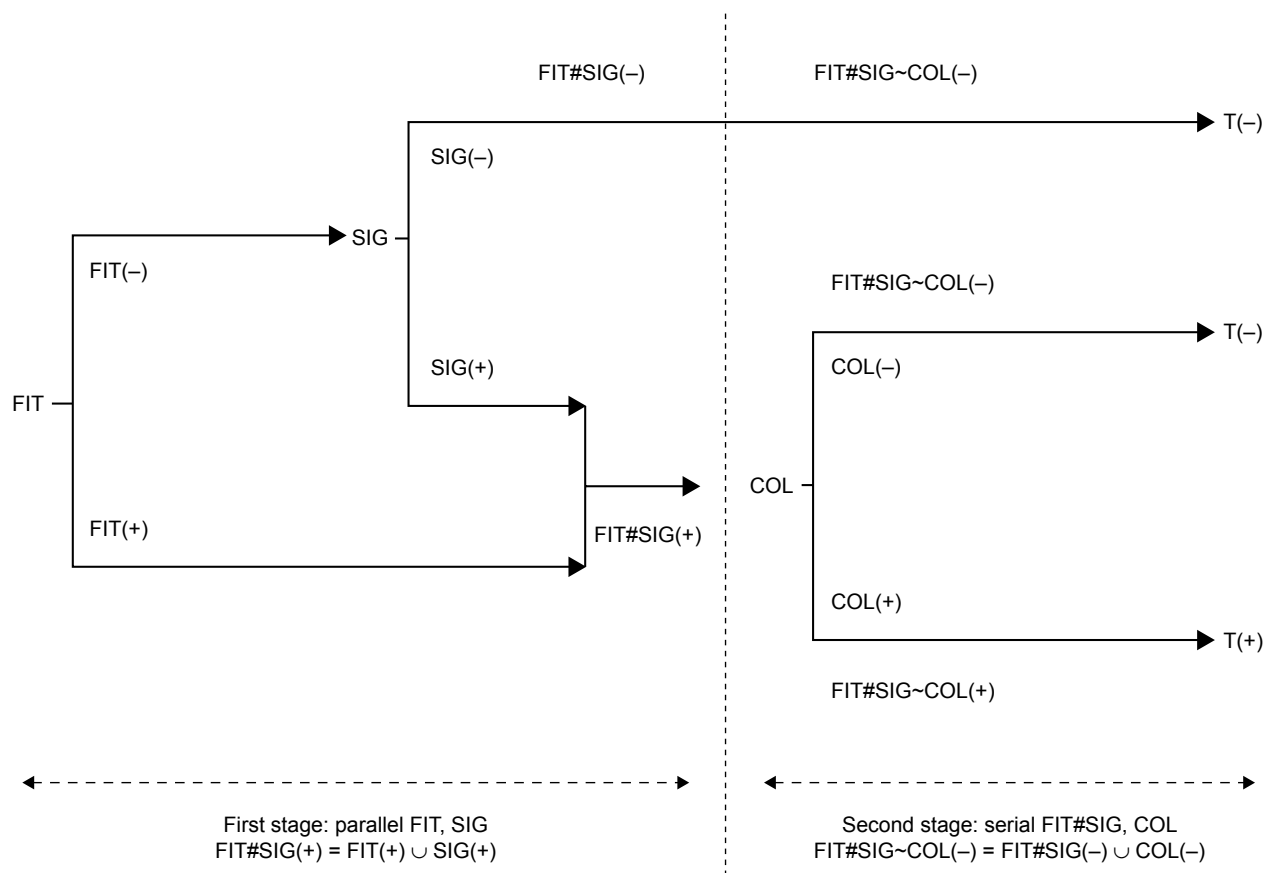 FIT#SIG(–)
FIT#SIG~COL(–)
T(–)
SIG(–)
SIG
FIT(–)
FIT#SIG~COL(–)
T(–)
COL(–)
SIG(+)
FIT
COL
FIT(+)
FIT#SIG(+)
COL(+)
T(+)
FIT#SIG~COL(+)
First stage: parallel FIT, SIG
FIT#SIG(+) = FIT(+) ∪ SIG(+)
Second stage: serial FIT#SIG, COL
FIT#SIG~COL(–) = FIT#SIG(–) ∪ COL(–)